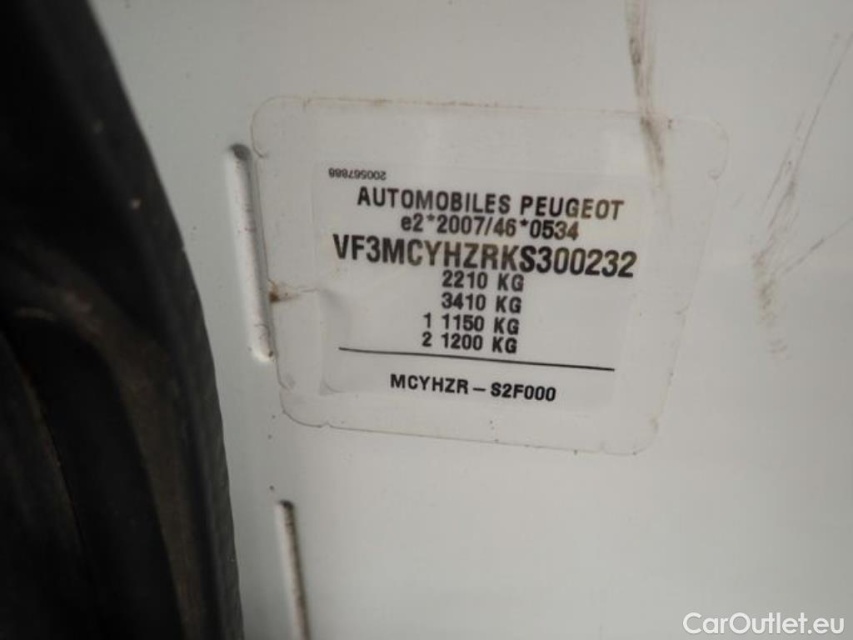 200567888
AUTOMOBILES PEUGEOT
e2*2007/46*0534
VF3MCYHZRKS300232
2210 KG
3410 KG
1 1150 KG
2 1200 KG
MCYHZR - S2F000
CarOutlet.eu